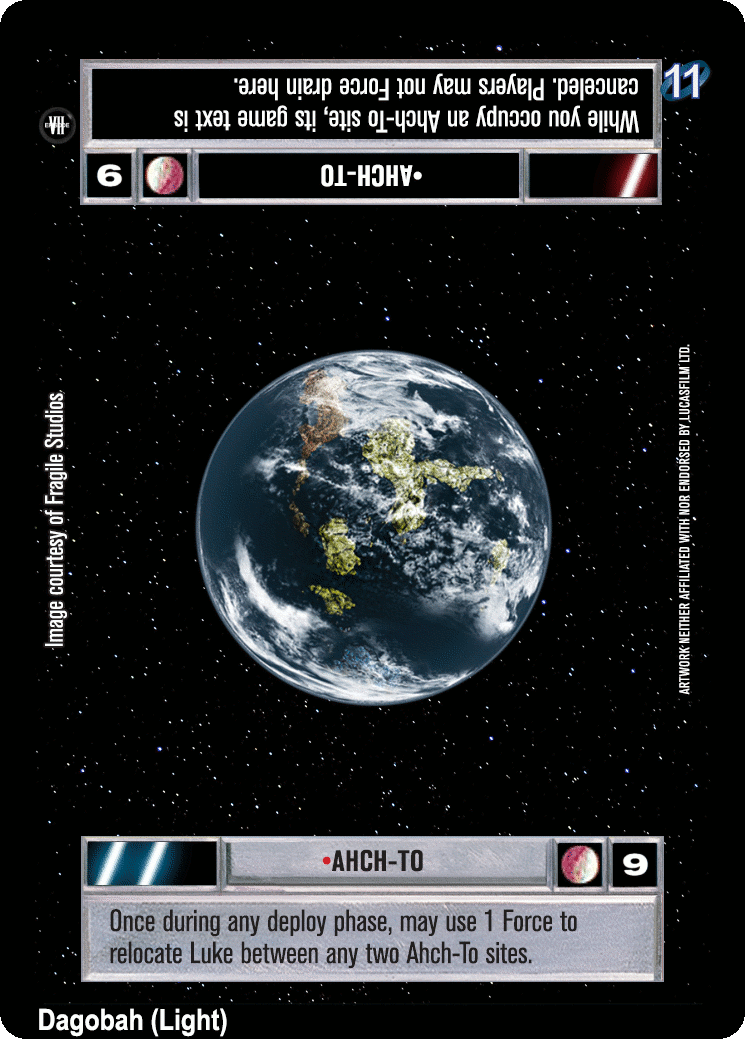 11
While you occupy an Ahch-To site, its game text is
canceled. Players may not Force drain here.
EPISODE
VII
•AHCH-TO
6
Image courtesy of Fragile Studios
ARTWORK NEITHER AFFILIATED WITH NOR ENDORSED BY LUCASFILM LTD.
•AHCH-TO
9
Once during any deploy phase, may use 1 Force to
relocate Luke between any two Ahch-To sites.
Dagobah (Light)